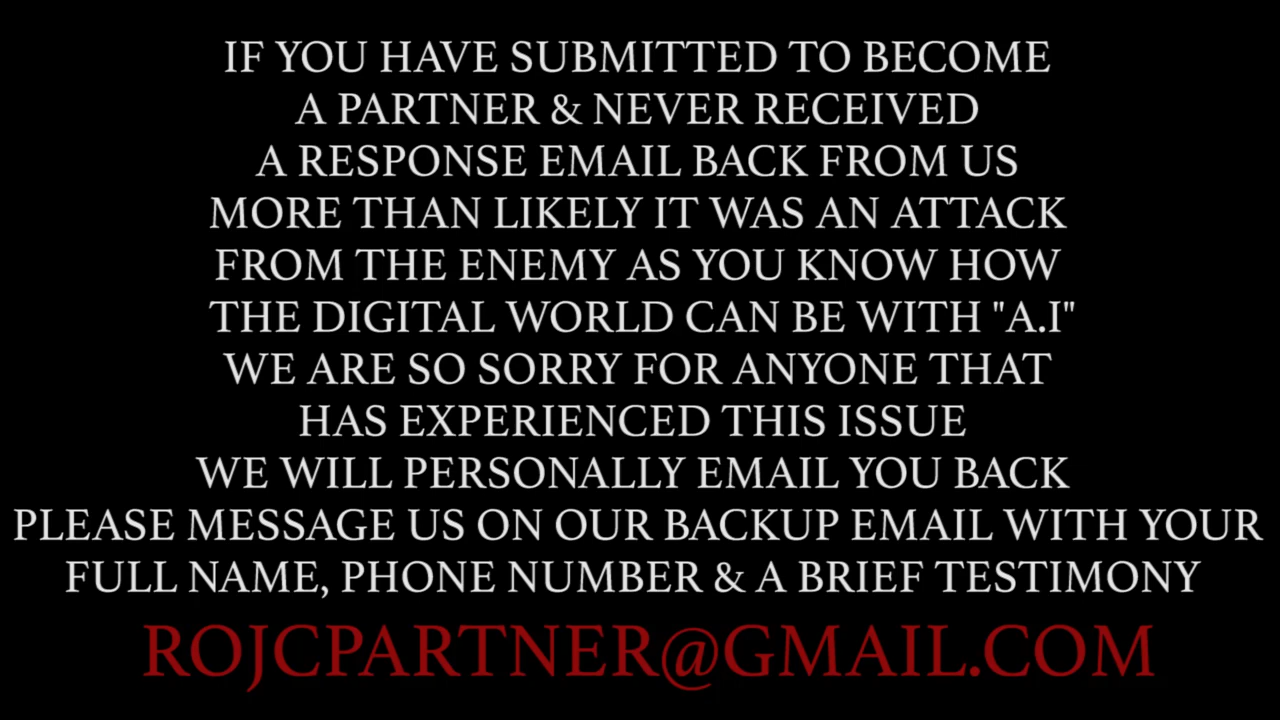 IF YOU HAVE SUBMITTED TO BECOME
A PARTNER & NEVER RECEIVED
A RESPONSE EMAIL BACK FROM US
MORE THAN LIKELY IT WAS AN ATTACK
FROM THE ENEMY AS YOU KNOW HOW
THE DIGITAL WORLD CAN BE WITH "A.I"
WE ARE SO SORRY FOR ANYONE THAT
HAS EXPERIENCED THIS ISSUE
WE WILL PERSONALLY EMAIL YOU BACK
PLEASE MESSAGE US ON OUR BACKUP EMAIL WITH YOUR
FULL NAME, PHONE NUMBER & A BRIEF TESTIMONY
ROJCPARTNER@GMAIL.COM